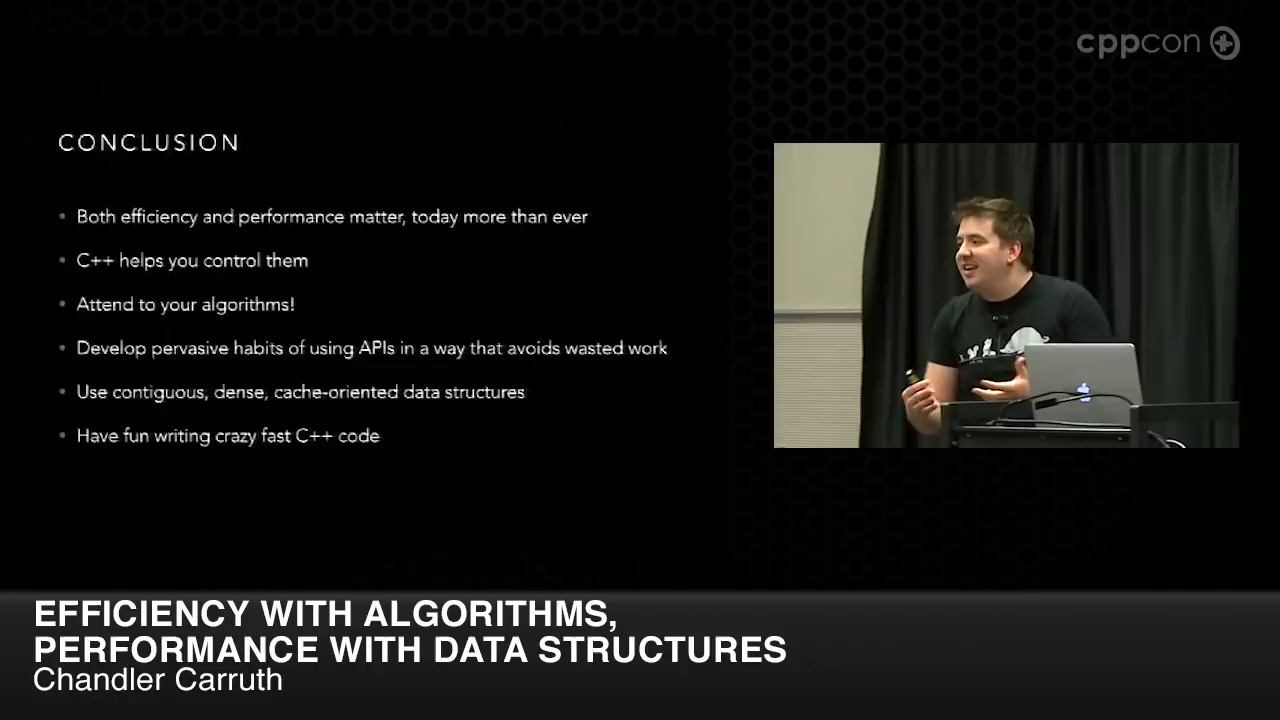 cppcon
CONCLUSION
• Both efficiency and performance matter, today more than ever
• C++ helps you control them
• Attend to your algorithms!
• Develop pervasive habits of using APIs in a way that avoids wasted work
• Use contiguous, dense, cache-oriented data structures
• Have fun writing crazy fast C++ code
EFFICIENCY WITH ALGORITHMS,
PERFORMANCE WITH DATA STRUCTURES
Chandler Carruth